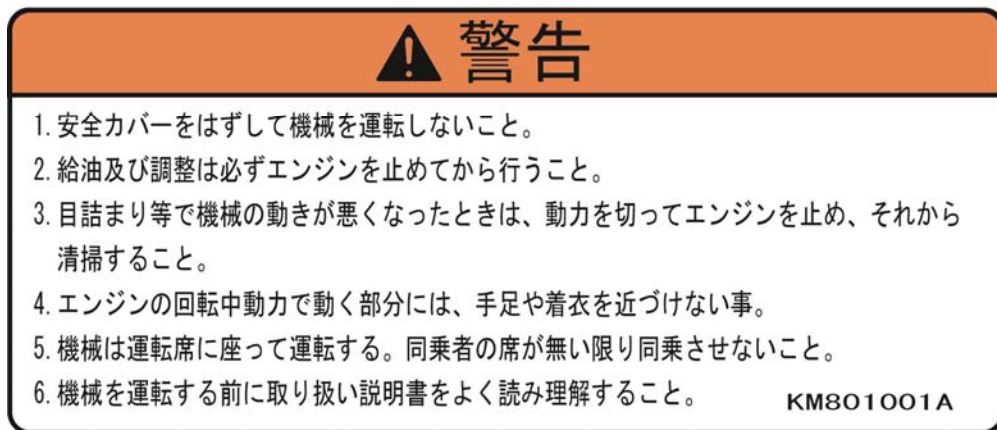 警告
1. 安全カバーをはずして機械を運転しないこと。
2. 給油及び調整は必ずエンジンを止めてから行うこと。
3. 目詰まり等で機械の動きが悪くなったときは、動力を切ってエンジンを止め、それから
清掃すること。
4. エンジンの回転中動力で動く部分には、手足や着衣を近づけない事。
5. 機械は運転席に座って運転する。同乗者の席が無い限り同乗させないこと。
6. 機械を運転する前に取り扱い説明書をよく読み理解すること。
KM801001A